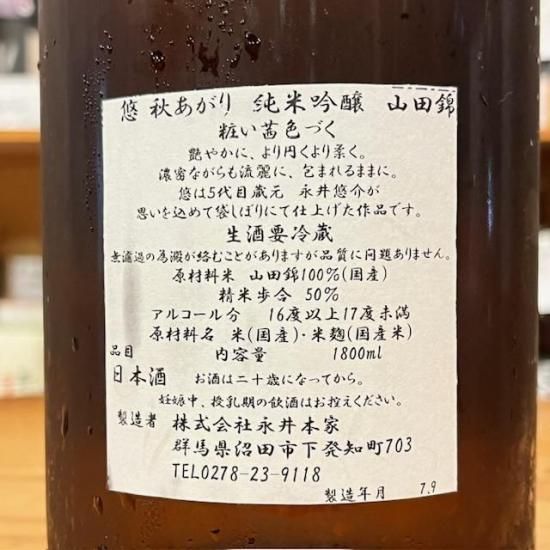 悠 秋あがり 純米吟醸 山田錦
粧い茜色づく
艶やかに、より円くより柔く。
濃密ながらも流麗に、包まれるままに。
悠は5代目蔵元 永井悠介が
思いを込めて袋しぼりにて仕上げた作品です。
生酒要冷蔵
無濾過の為澱が絡むことがありますが品質に問題ありません。
原材料米 山田錦100%(国産)
精米歩合 50%
アルコール分 16度以上17度未満
原材料名 米(国産)・米麹(国産米)
品目 内容量 1800ml
日本酒 お酒は二十歳になってから。
妊娠中、授乳期の飲酒はお控えください。
製造者 株式会社永井本家
群馬県沼田市下発知町703
TEL0278-23-9118
製造年月 7.9